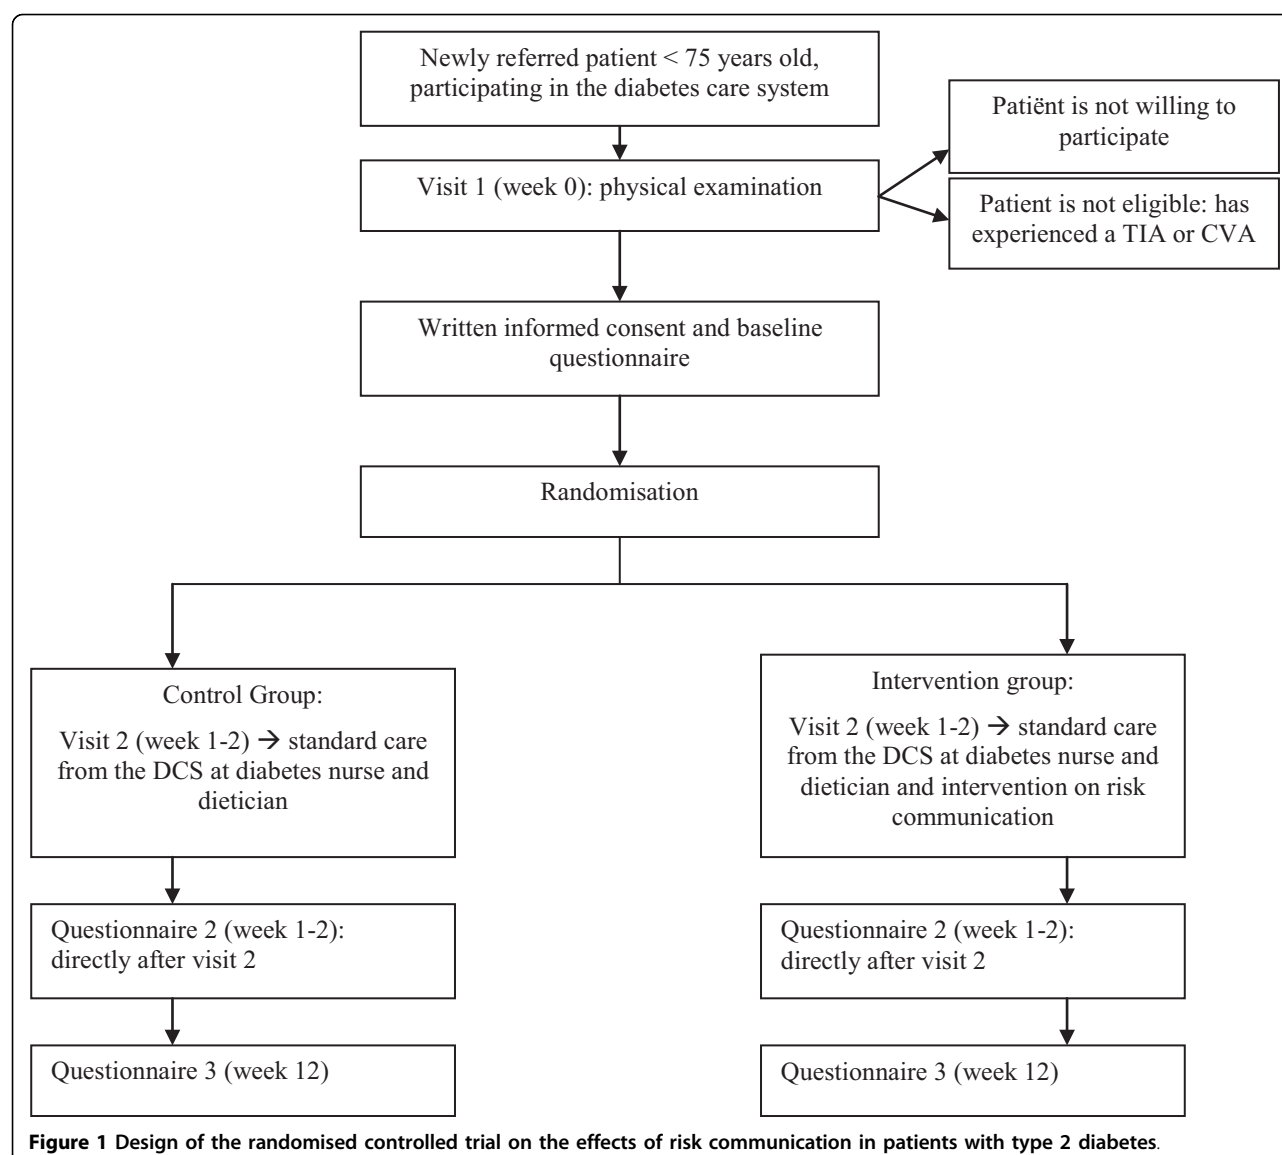 Newly referred patient < 75 years old,
participating in the diabetes care system
Patiënt is not willing to
participate
Visit 1 (week 0): physical examination
Patient is not eligible: has
experienced a TIA or CVA
Written informed consent and baseline
questionnaire
Randomisation
Control Group:
Visit 2 (week 1-2) → standard care
from the DCS at diabetes nurse and
dietician
Intervention group:
Visit 2 (week 1-2) → standard care
from the DCS at diabetes nurse and
dietician and intervention on risk
communication
Questionnaire 2 (week 1-2):
directly after visit 2
Questionnaire 2 (week 1-2):
directly after visit 2
Questionnaire 3 (week 12)
Questionnaire 3 (week 12)
Figure 1 Design of the randomised controlled trial on the effects of risk communication in patients with type 2 diabetes.